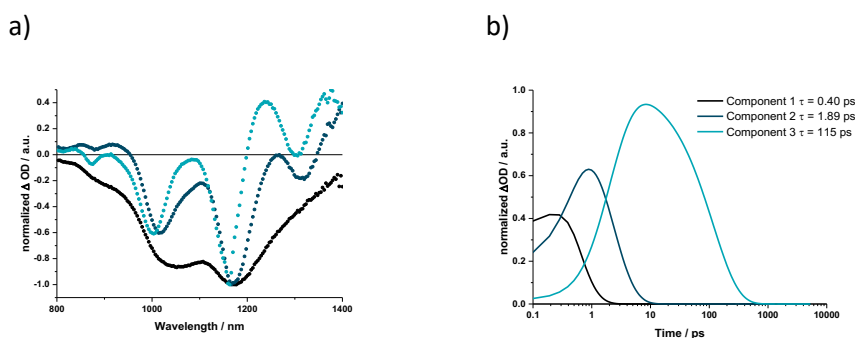 a)
b)
normalized Δ OD / a.u.
0.4
0.2
0.0
-0.2
-0.4
-0.6
-0.8
-1.0
800
1000
1200
1400
Wavelength / nm
normalized ΔOD / a.u.
1.0
0.8
0.6
0.4
0.2
0.0
Component 1 τ = 0.40 ps
Component 2 τ = 1.89 ps
Component 3 τ = 115 ps
0.1
1
10
100
1000
10000
Time / ps